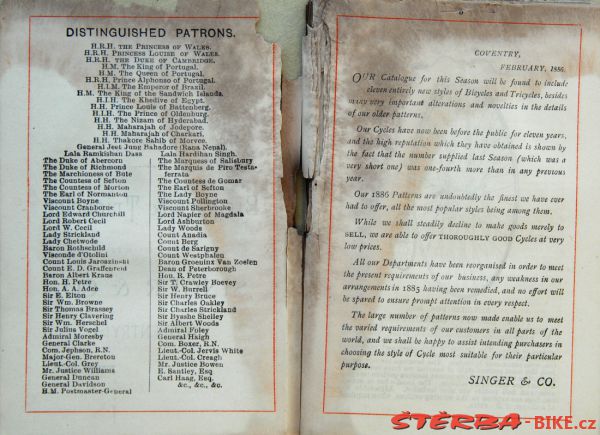 DISTINGUISHED PATRONS.
H.R.H. THE PRINCESS OF WALES.
H.R.H. PRINCESS LOUISE OF WALES.
H.R.H. THE DUKE OF CAMBRIDGE.
H.M. The King of Portugal.
H.M. The Queen of Portugal.
H.R.H. Prince Alphonso of Portugal.
H.I.M. The Emperor of Brazil.
H.M. The King of the Sandwich Islands.
H.I.H. The Khedive of Egypt.
H.H. Prince Louis of Battenberg.
H.I.H. The Prince of Oldenburg.
H.H. The Nizam of Hyderabad.
H.H. Maharajah of Jodepore.
H.H. Maharajah of Charkari.
H.H. Thakore Sahib of Morvee.
General Jeet Jung Bahadore (Rana Nepal).
Lala Ramkishan Dass
The Duke of Abercorn
The Duke of Richmond
The Marchioness of Bute
The Countess of Sefton
The Countess of Morton
The Earl of Normanton
Viscount Boyne
Viscount Cranborne
Lord Edward Churchill
Lord Robert Cecil
Lord W. Cecil
Lady Strickland
Lady Chetwode
Baron Rothschild
Visconde d'Otolini
Count Louis Jaroszinski
Count E. D. Graffenreid
Baron Albert Kraus
Hon. H. Petre
Hon. A. A. Adee
Sir E. Elton
Sir Wm. Browne
Sir Thomas Brassey
Sir Henry Clavering
Sir Wm. Herschel
Sir Julius Vogel
Admiral Moresby
General Clarke
Com. Jephson, R.N.
Major-Gen. Brereton
Lieut.-Col. Grey
Mr. Justice Williams
General Duncan
General Davidson
H.M. Postmaster-General
Lala Hardihan Singh.
The Marquess of Salisbury
The Marquis de Piro Testa-
ferrata
The Countess de Gomar
The Earl of Sefton
The Lady Boyne
Viscount Pollington
Viscount Sherbrooke
Lord Napier of Magdala
Lord Ashburton
Lady Woods
Count Anadia
Count Berg
Count de Sarigny
Count Westphalen
Baron Groeninx Van Zoelen
Dean of Peterborough
Hon. R. Petre
Sir T. Crawley Boevey
Sir W. Burrell
Sir Henry Bruce
Sir Charles Oakley
Sir Charles Strickland
Sir Bysshe Shelley
Sir Albert Woods
Admiral Foley
General Haigh
Com. Boxer, R.N.
Lieut.-Col. Jervis White
Lieut.-Col. Creagh
Mr. Justice Bowen
E. Santley, Esq
Carl Haag, Esq.
&c., &c., &c.
COVENTRY,
FEBRUARY, 1886.
OUR Catalogue for this Season will be found to include
eleven entirely new styles of Bicycles and Tricycles, besides
many very important alterations and novelties in the details
of our older patterns.
Our Cycles have now been before the public for eleven years,
and the high reputation which they have obtained is shown by
the fact that the number supplied last Season (which was a
very short one) was one-fourth more than in any previous
year.
Our 1886 Patterns are undoubtedly the finest we have ever
had to offer, all the most popular styles being among them.
While we shall steadily decline to make goods merely to
SELL, we are able to offer THOROUGHLY GOOD Cycles at very
low prices.
All our Departments have been reorganised in order to meet
the present requirements of our business, any weakness in our
arrangements in 1885 having been remedied, and no effort will
be spared to ensure prompt attention in every respect.
The large number of patterns now made enable us to meet
the varied requirements of our customers in all parts of the
world, and we shall be happy to assist intending purchasers in
choosing the style of Cycle most suitable for their particular
purpose.
SINGER & CO.
ŠTĚRBA-BIKE.cz